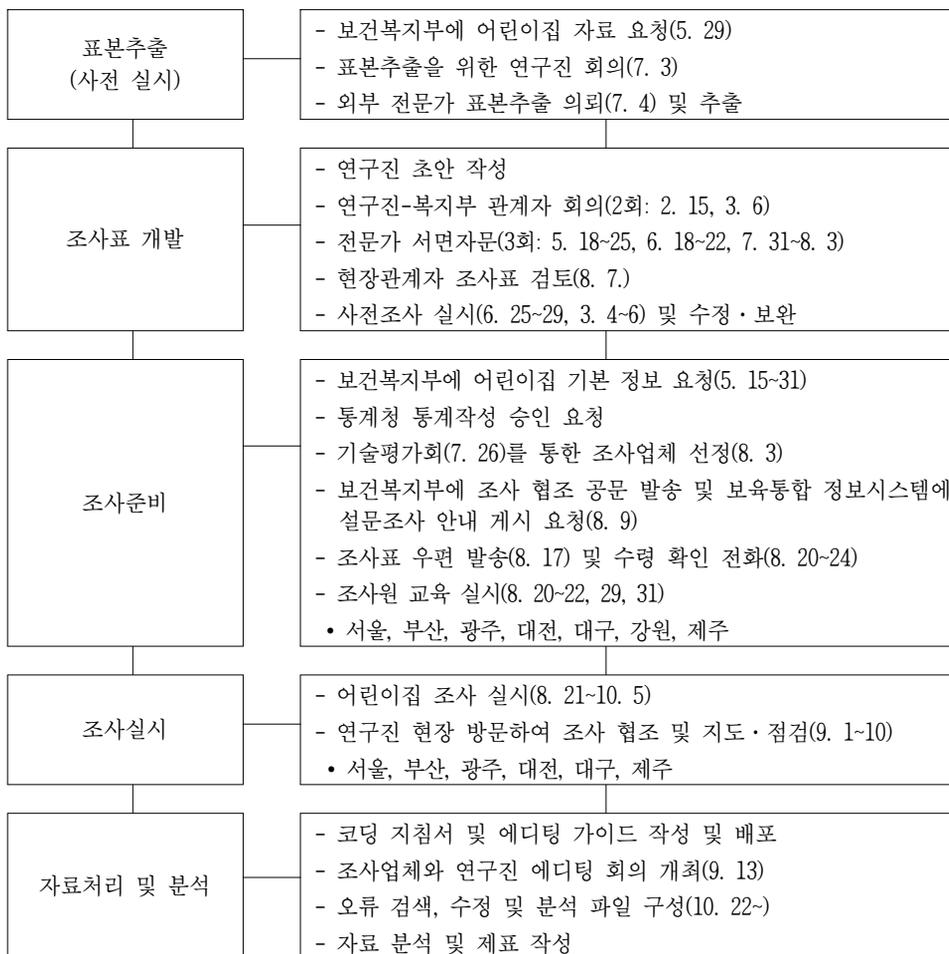 표본추출
(사전 실시)
- 보건복지부에 어린이집 자료 요청(5. 29)
- 표본추출을 위한 연구진 회의(7. 3)
- 외부 전문가 표본추출 의뢰(7. 4) 및 추출
조사표 개발
- 연구진 초안 작성
- 연구진-복지부 관계자 회의(2회: 2. 15, 3. 6)
- 전문가 서면자문(3회: 5. 18~25, 6. 18~22, 7. 31~8. 3)
- 현장관계자 조사표 검토(8. 7.)
- 사전조사 실시(6. 25~29, 3. 4~6) 및 수정・보완
조사준비
- 보건복지부에 어린이집 기본 정보 요청(5. 15~31)
- 통계청 통계작성 승인 요청
- 기술평가회(7. 26)를 통한 조사업체 선정(8. 3)
- 보건복지부에 조사 협조 공문 발송 및 보육통합 정보시스템에
설문조사 안내 게시 요청(8. 9)
- 조사표 우편 발송(8. 17) 및 수령 확인 전화(8. 20~24)
- 조사원 교육 실시(8. 20~22, 29, 31)
• 서울, 부산, 광주, 대전, 대구, 강원, 제주
조사실시
- 어린이집 조사 실시(8. 21~10. 5)
- 연구진 현장 방문하여 조사 협조 및 지도・점검(9. 1~10)
• 서울, 부산, 광주, 대전, 대구, 제주
자료처리 및 분석
- 코딩 지침서 및 에디팅 가이드 작성 및 배포
- 조사업체와 연구진 에디팅 회의 개최(9. 13)
- 오류 검색, 수정 및 분석 파일 구성(10. 22~)
- 자료 분석 및 제표 작성